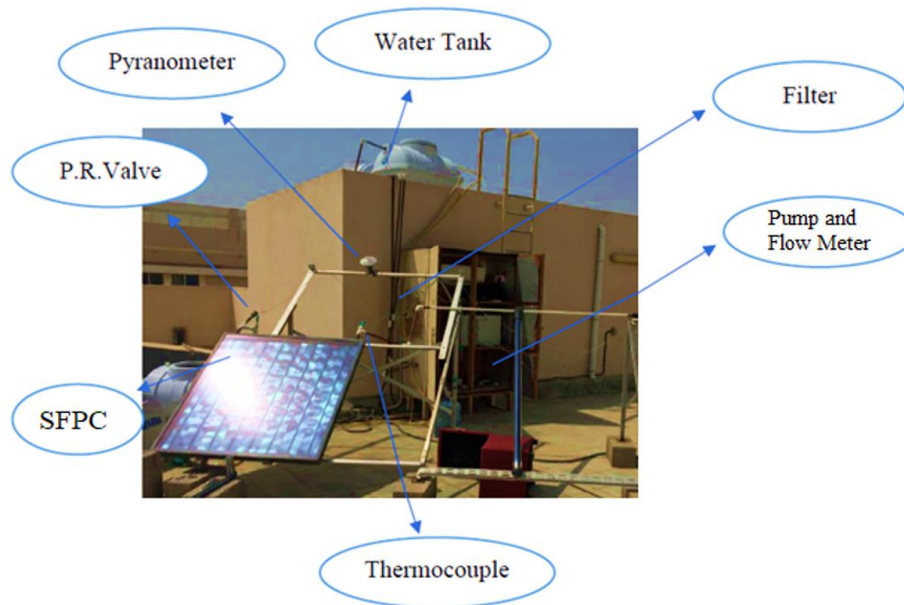 Water Tank
Pyranometer
Filter
P.R.Valve
Pump and
Flow Meter
SFPC
Thermocouple